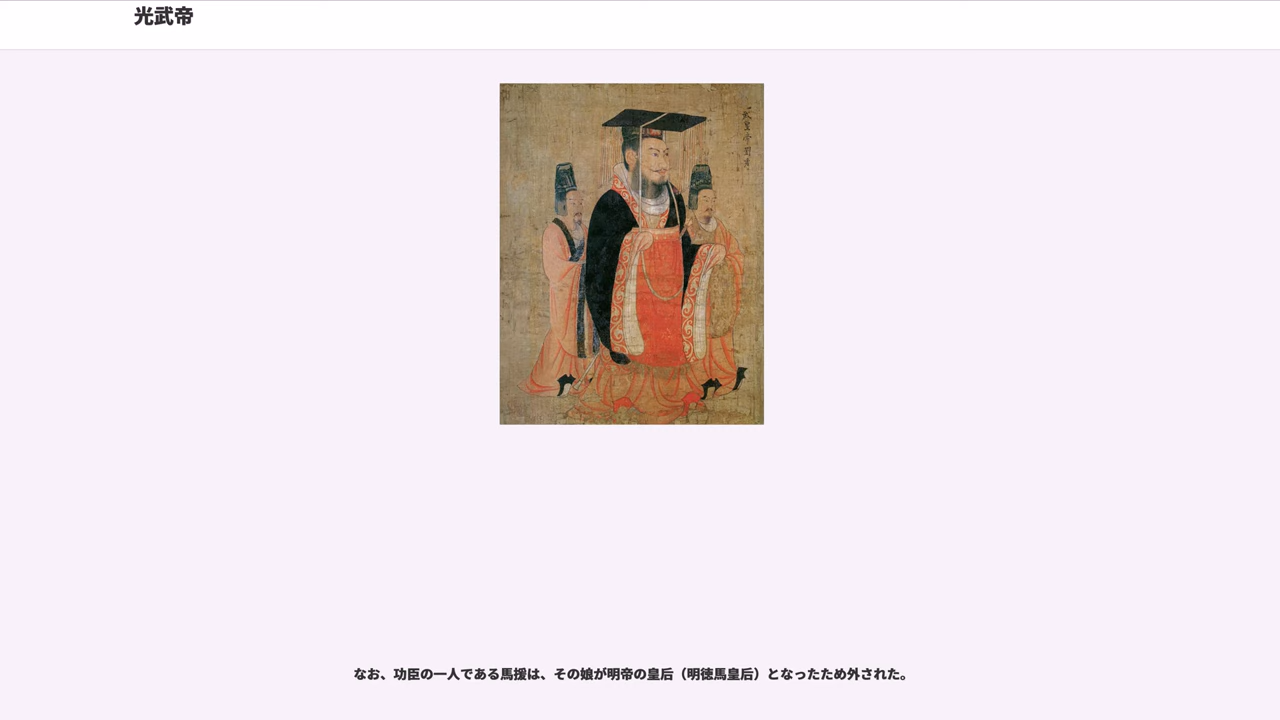 光武帝
なお、功臣の一人である馬援は、その娘が明帝の皇后（明徳馬皇后）となったため外された。